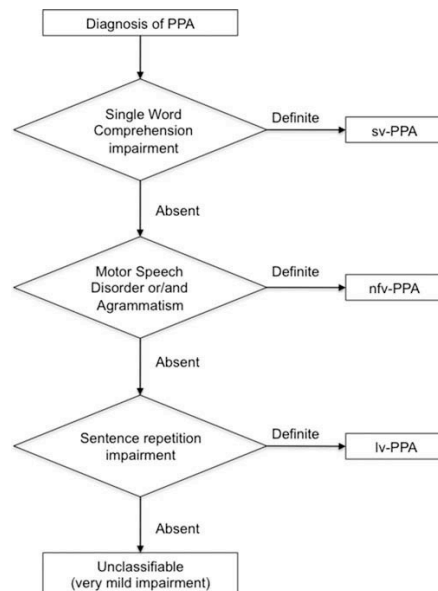 Diagnosis of PPA
Single Word
Comprehension
impairment
Definite
sv-PPA
Absent
Motor Speech
Disorder or/and
Agrammatism
Definite
nfv-PPA
Absent
Sentence repetition
impairment
Definite
lv-PPA
Absent
Unclassifiable
(very mild impairment)